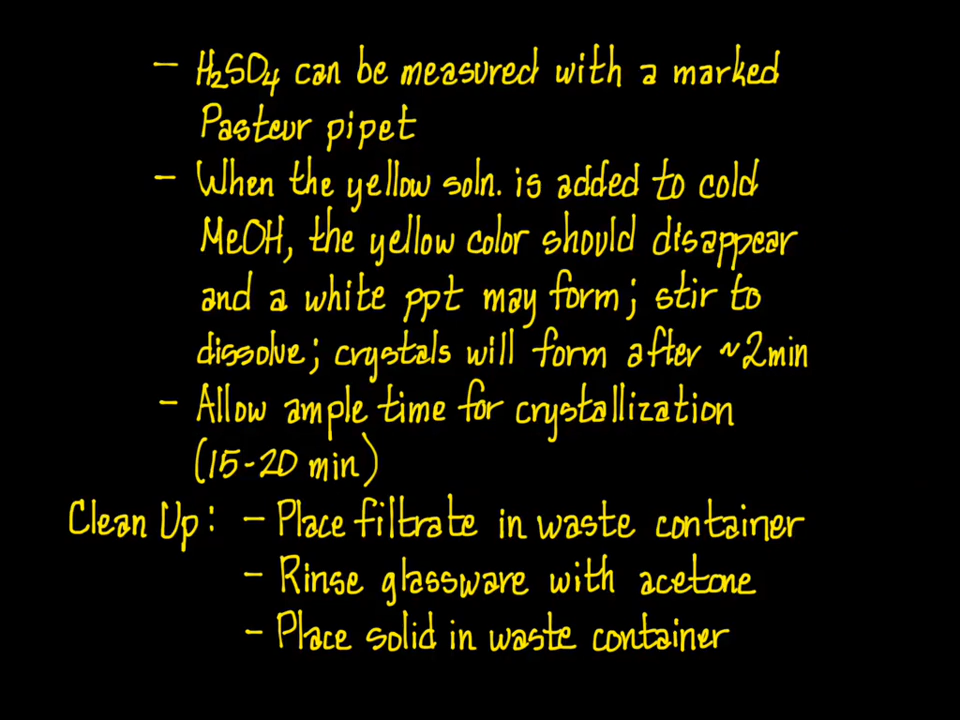 - H₂SO₄ can be measured with a marked
Pasteur pipet
- When the yellow soln. is added to cold
MeOH, the yellow color should disappear
and a white ppt may form; stir to
dissolve; crystals will form after ~2min
- Allow ample time for crystallization
(15-20 min)
Clean Up: - Place filtrate in waste container
- Rinse glassware with acetone
- Place solid in waste container